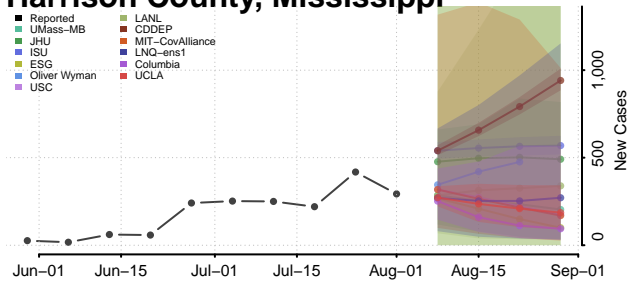 Harrison County, Mississippi
Reported
UMass−MB
JHU
ISU
ESG
Oliver Wyman
USC
LANL
CDDEP
MIT−CovAlliance
LNQ−ens1
Columbia
UCLA
1,000
500
0
New Cases
Jun−01 Jun−15 Jul−01 Jul−15 Aug−01 Aug−15 Sep−01